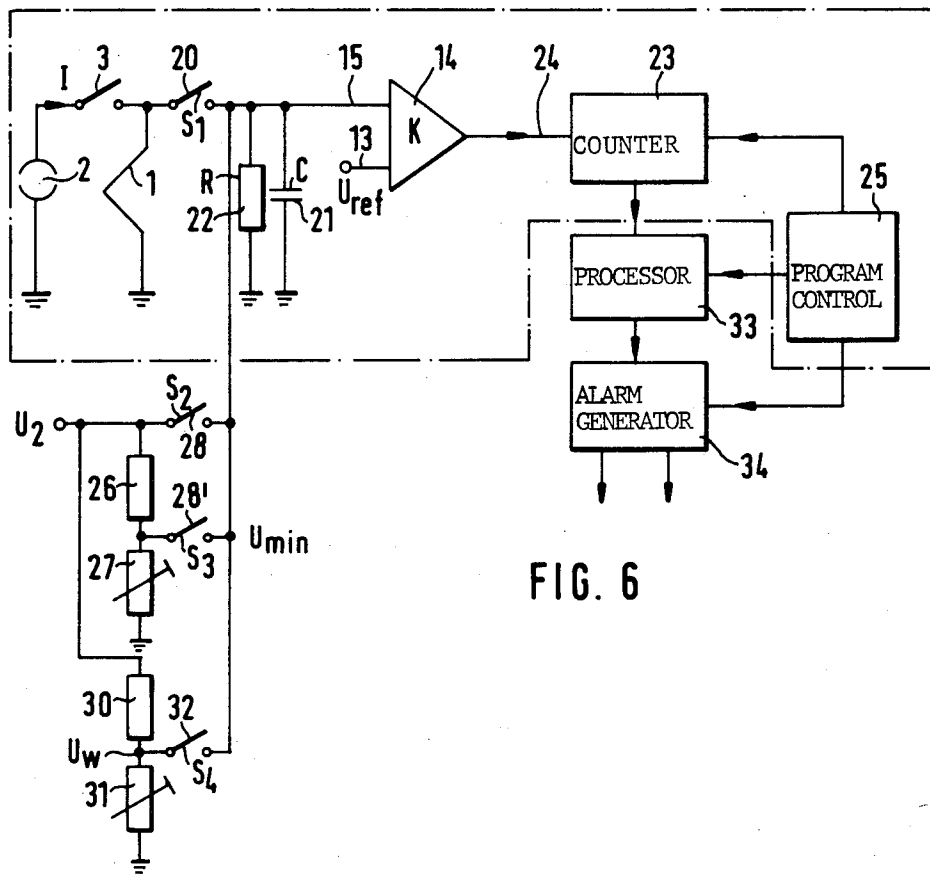 I 3 20 15 14 24 23
S1
2 1 R C K COUNTER
22 21 13 25
Uref
PROCESSOR PROGRAM
33 CONTROL
S2 ALARM
U2 28 GENERATOR
34
26 28'
S3 Umin
27
FIG. 6
30 32
Uw S4
31